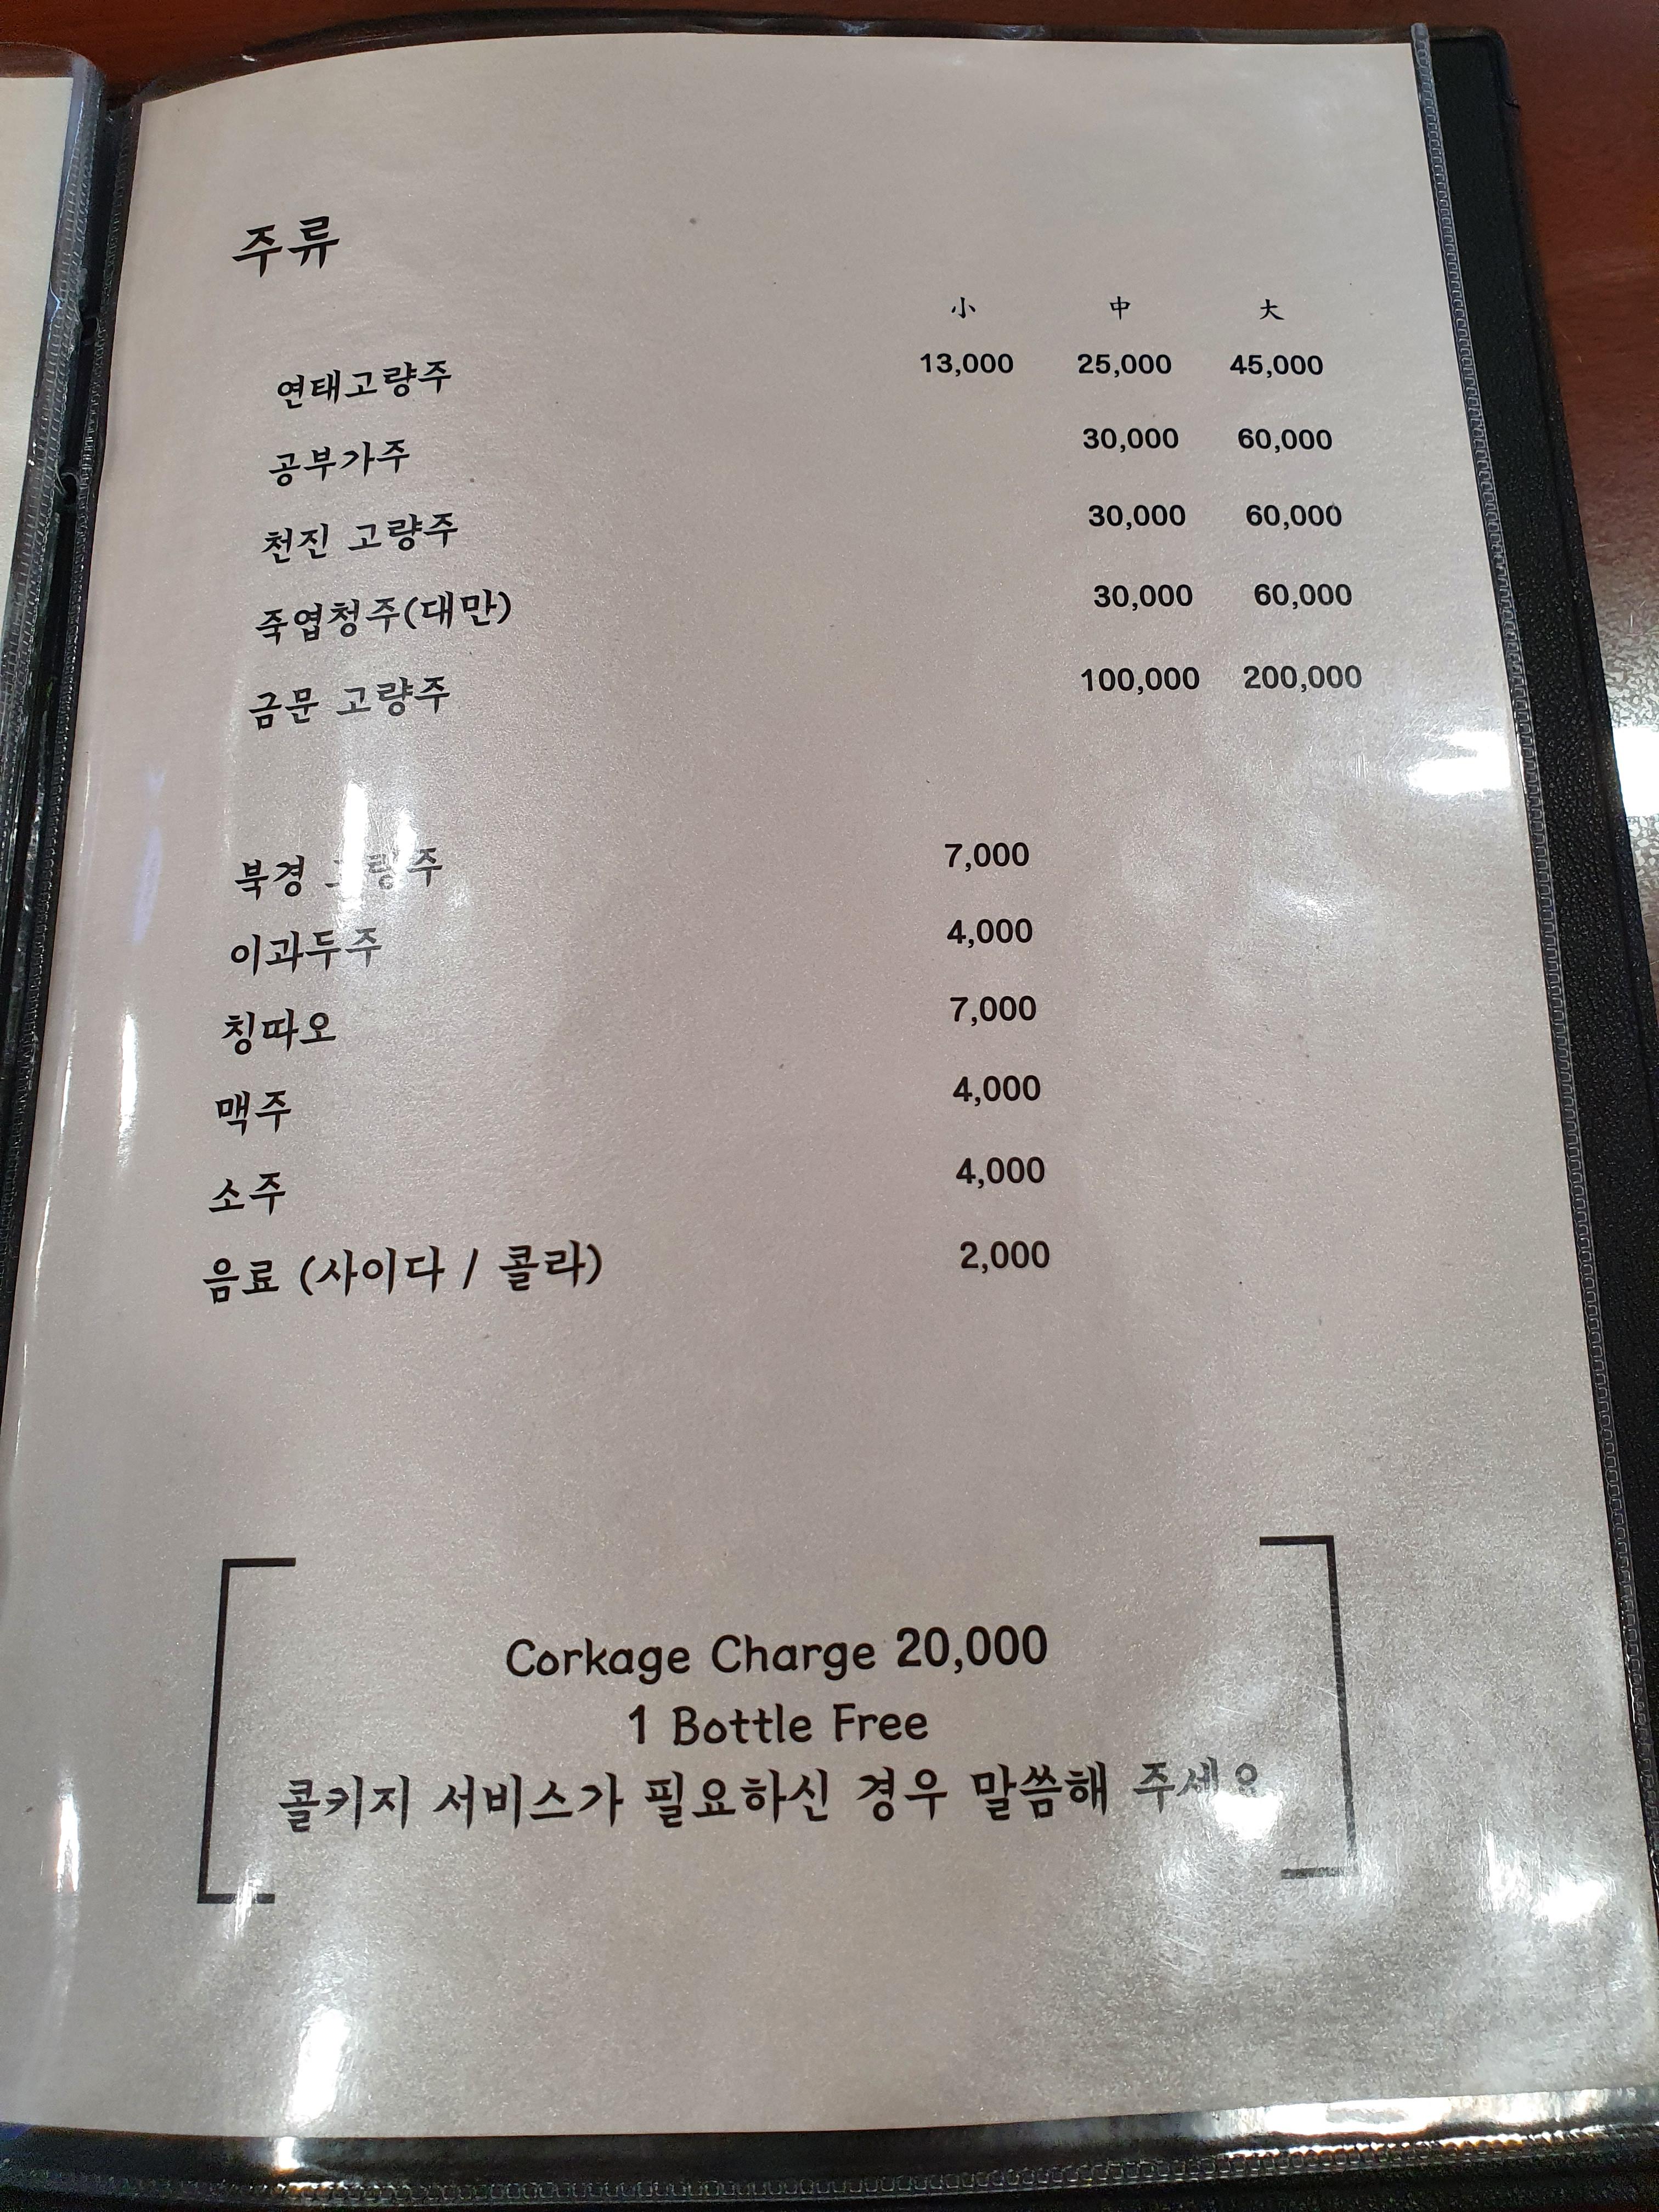 주류
小 中 大
연태고량주 13,000 25,000 45,000
공부가주 30,000 60,000
천진 고량주 30,000 60,000
죽엽청주(대만) 30,000 60,000
금문 고량주 100,000 200,000
북경 고량주 7,000
이과두주 4,000
칭따오 7,000
맥주 4,000
소주 4,000
음료 (사이다 / 콜라) 2,000
Corkage Charge 20,000
1 Bottle Free
콜키지 서비스가 필요하신 경우 말씀해 주세요